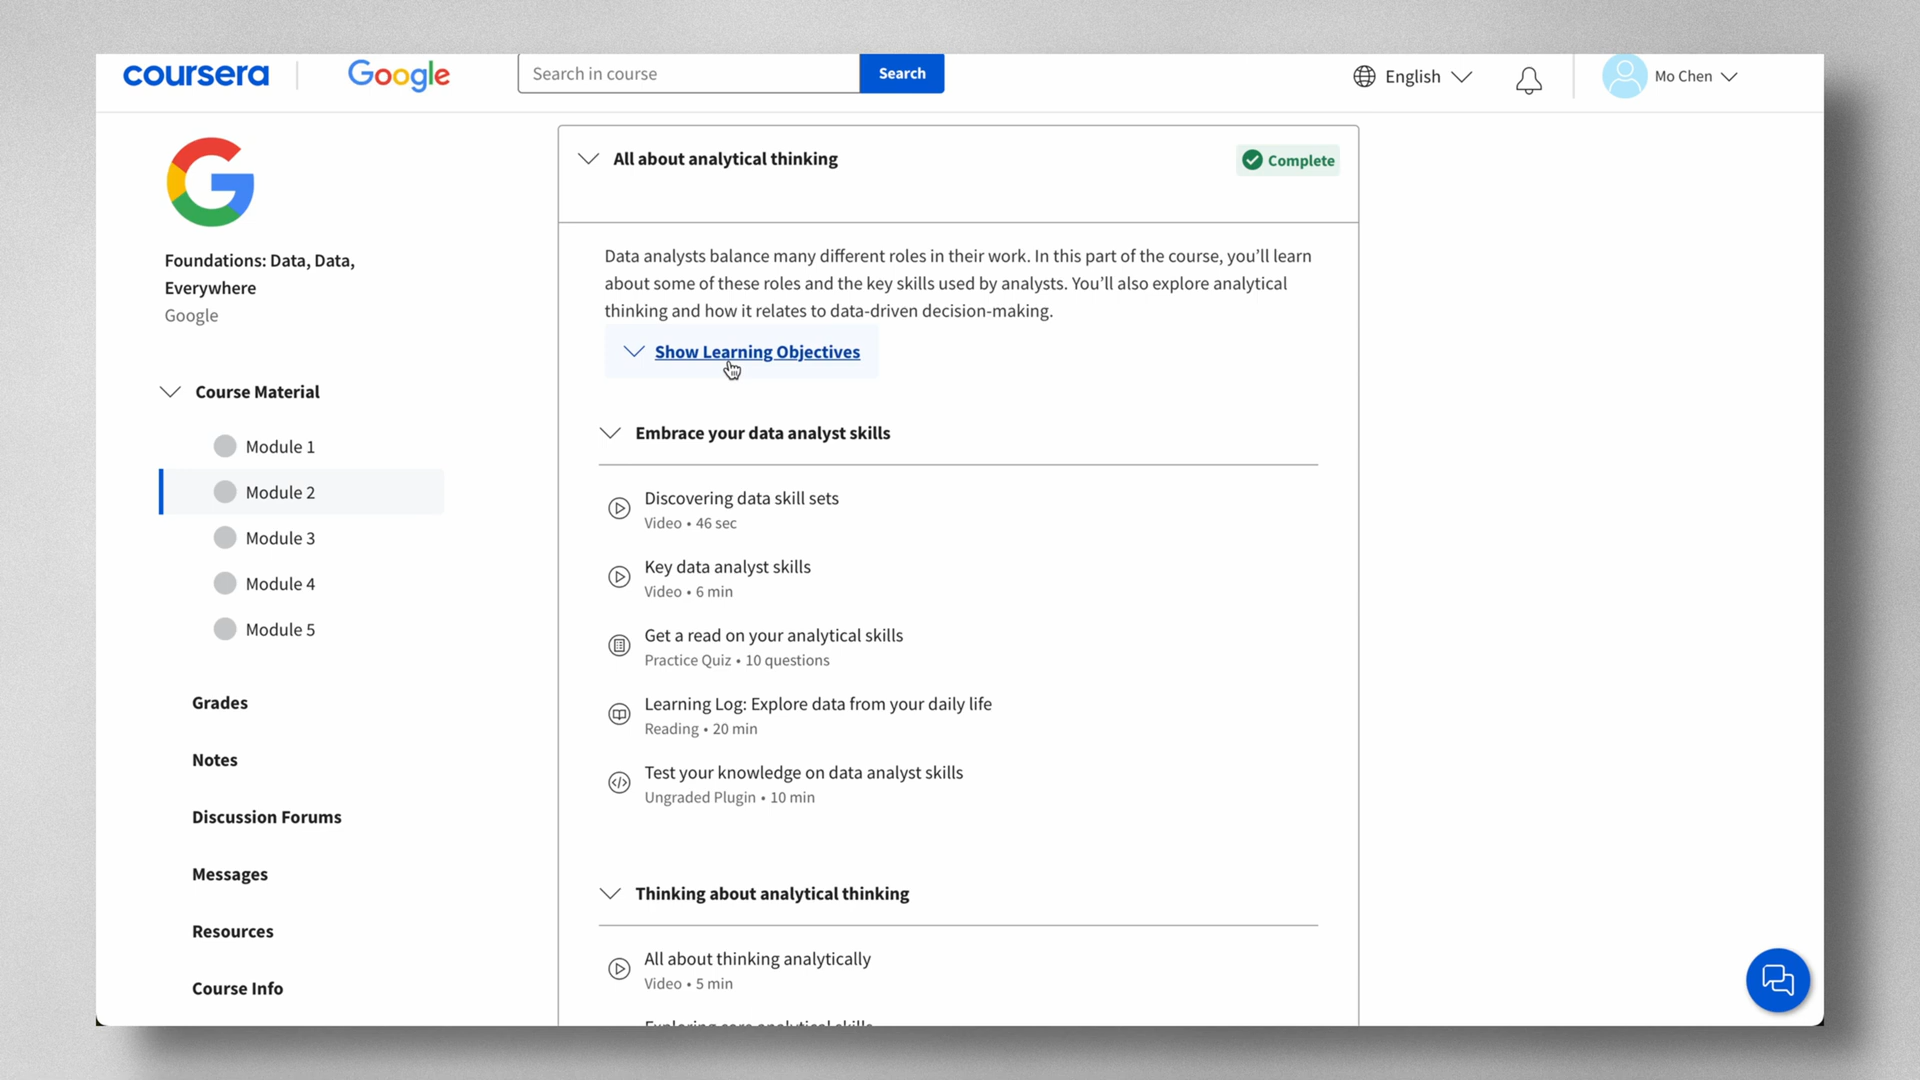 coursera
Google
Search in course
Search
English
Mo Chen
Foundations: Data, Data,
Everywhere
Google
Course Material
Module 1
Module 2
Module 3
Module 4
Module 5
Grades
Notes
Discussion Forums
Messages
Resources
Course Info
All about analytical thinking
Complete
Data analysts balance many different roles in their work. In this part of the course, you’ll learn
about some of these roles and the key skills used by analysts. You’ll also explore analytical
thinking and how it relates to data-driven decision-making.
Show Learning Objectives
Embrace your data analyst skills
Discovering data skill sets
Video • 46 sec
Key data analyst skills
Video • 6 min
Get a read on your analytical skills
Practice Quiz • 10 questions
Learning Log: Explore data from your daily life
Reading • 20 min
Test your knowledge on data analyst skills
Ungraded Plugin • 10 min
Thinking about analytical thinking
All about thinking analytically
Video • 5 min
Exploring core analytical skills